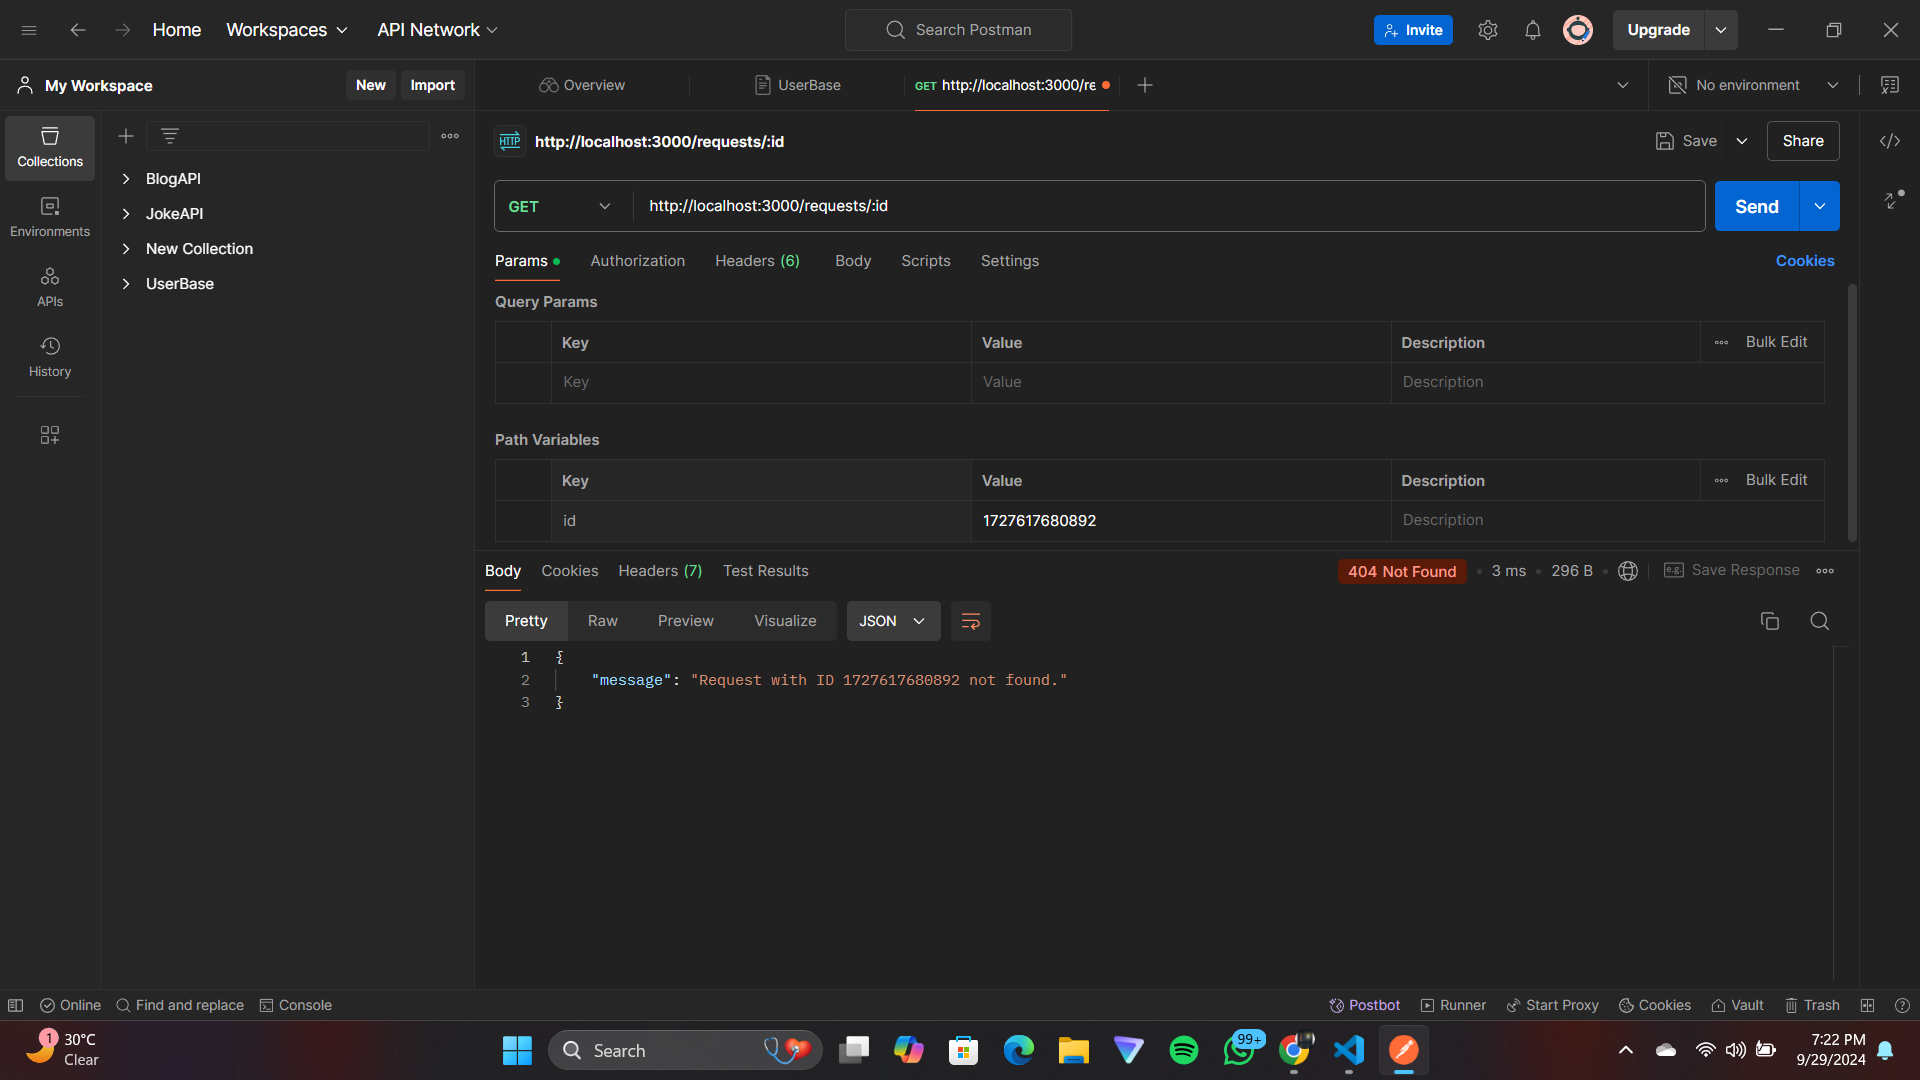 Home Workspaces API Network Search Postman Invite Upgrade
My Workspace New Import Overview UserBase GET http://localhost:3000/re No environment
Collections
Environments
APIs
History
BlogAPI
JokeAPI
New Collection
UserBase
HTTP http://localhost:3000/requests/:id Save Share
GET http://localhost:3000/requests/:id Send
Params Authorization Headers (6) Body Scripts Settings Cookies
Query Params
Key Value Description Bulk Edit
Key Value Description
Path Variables
Key Value Description Bulk Edit
id 1727617680892 Description
Body Cookies Headers (7) Test Results 404 Not Found 3 ms 296 B e.g. Save Response
Pretty Raw Preview Visualize JSON
1 {
2 "message": "Request with ID 1727617680892 not found."
3 }
Online Find and replace Console Postbot Runner Start Proxy Cookies Vault Trash
1 30°C
Clear
Search
99+
7:22 PM
9/29/2024